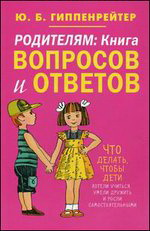 Ю. Б. ГИППЕНРЕЙТЕР
РОДИТЕЛЯМ: КНИГА
ВОПРОСОВ
И ОТВЕТОВ
ЧТО
ДЕЛАТЬ,
ЧТОБЫ ДЕТИ
ХОТЕЛИ УЧИТЬСЯ,
УМЕЛИ ДРУЖИТЬ
И РОСЛИ
САМОСТОЯТЕЛЬНЫМИ